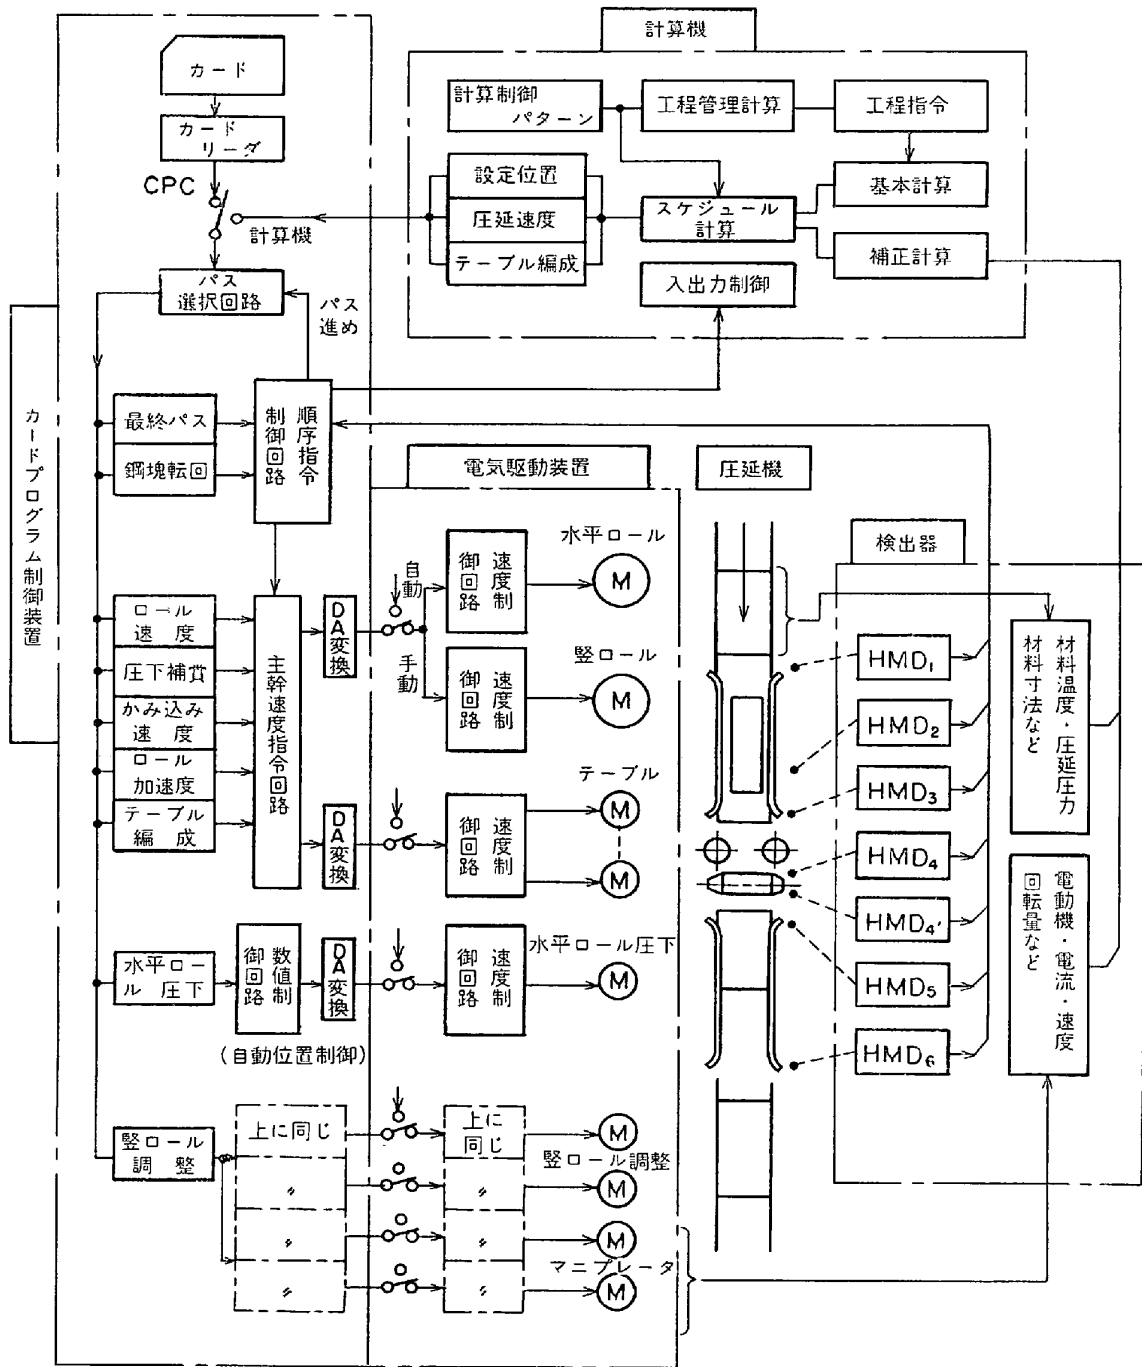 計算機
カード
カード
リーダ
CPC
計算機
パス
選択回路
パス
進め
計算制御
パターン
工程管理計算
工程指令
設定位置
圧延速度
テーブル編成
スケジュール
計算
基本計算
補正計算
入出力制御
カードプログラム制御装置
最終パス
鋼塊転回
順序指令
制御回路
電気駆動装置
圧延機
検出器
ロール
速度
圧下補賞
かみ込み
速度
ロール
加速度
テーブル
編成
主幹速度指令回路
DA変換
DA変換
自動
手動
速度制
御回路
速度制
御回路
速度制
御回路
水平ロール
M
竪ロール
M
テーブル
M
M
HMD₁
HMD₂
HMD₃
HMD₄
HMD₄'
HMD₅
HMD₆
材料温度・圧延圧力
材料寸法など
電動機・電流・速度
回転量など
水平ロー
ル 圧下
数値制
御回路
DA変換
速度制
御回路
水平ロール圧下
M
(自動位置制御)
竪ロール
調整
上に同じ
〃
〃
〃
上に
同じ
〃
〃
〃
M
竪ロール調整
M
M
マニプレータ
M